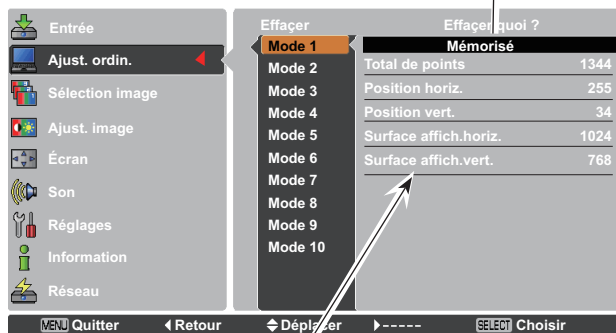 Entrée
Ajust. ordin.
Sélection image
Ajust. image
Écran
Son
Réglages
Information
Réseau
Effaçer
Mode 1
Mode 2
Mode 3
Mode 4
Mode 5
Mode 6
Mode 7
Mode 8
Mode 9
Mode 10
Effaçer quoi ?
Mémorisé
Total de points 1344
Position horiz. 255
Position vert. 34
Surface affich.horiz. 1024
Surface affich.vert. 768
MENU Quitter Retour Déplacer ----- SELECT Choisir